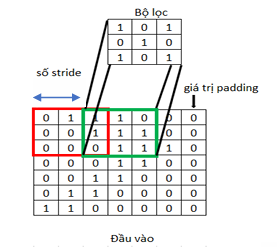 Bộ lọc
1 0 1
0 1 0
1 0 1
số stride
giá trị padding
0 1 1 1 0 0 0
0 0 1 1 1 0 0
0 0 0 1 1 1 0
0 0 0 1 1 0 0
0 0 1 1 0 0 0
0 1 1 0 0 0 0
1 1 0 0 0 0 0
Đầu vào